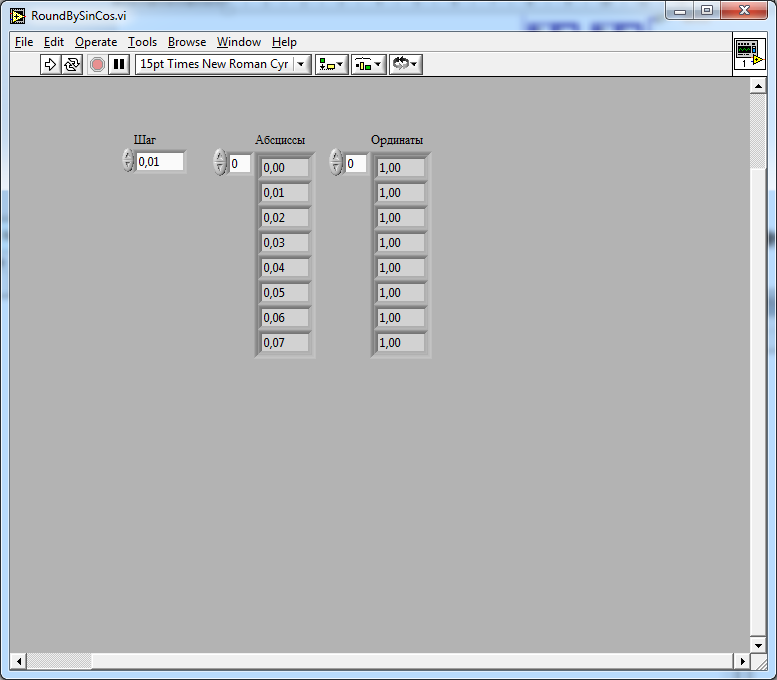 RoundBySinCos.vi
File Edit Operate Tools Browse Window Help
15pt Times New Roman Cyr
1
Шаг Абсциссы Ординаты
0,01 0 0,00 0 1,00
0,01 1,00
0,02 1,00
0,03 1,00
0,04 1,00
0,05 1,00
0,06 1,00
0,07 1,00